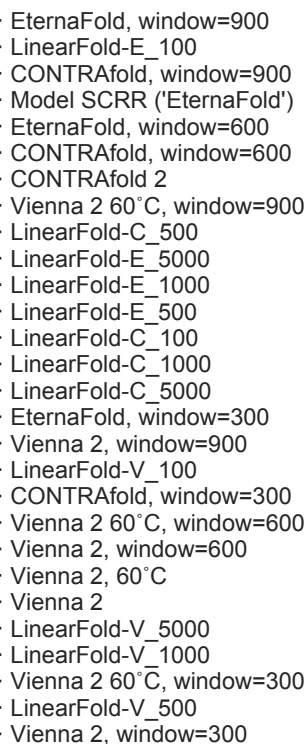 EternaFold, window=900
LinearFold-E_100
CONTRAfold, window=900
Model SCRR ('EternaFold')
EternaFold, window=600
CONTRAfold, window=600
CONTRAfold 2
Vienna 2 60˚C, window=900
LinearFold-C_500
LinearFold-E_5000
LinearFold-E_1000
LinearFold-E_500
LinearFold-C_100
LinearFold-C_1000
LinearFold-C_5000
EternaFold, window=300
Vienna 2, window=900
LinearFold-V_100
CONTRAfold, window=300
Vienna 2 60˚C, window=600
Vienna 2, window=600
Vienna 2, 60˚C
Vienna 2
LinearFold-V_5000
LinearFold-V_1000
Vienna 2 60˚C, window=300
LinearFold-V_500
Vienna 2, window=300